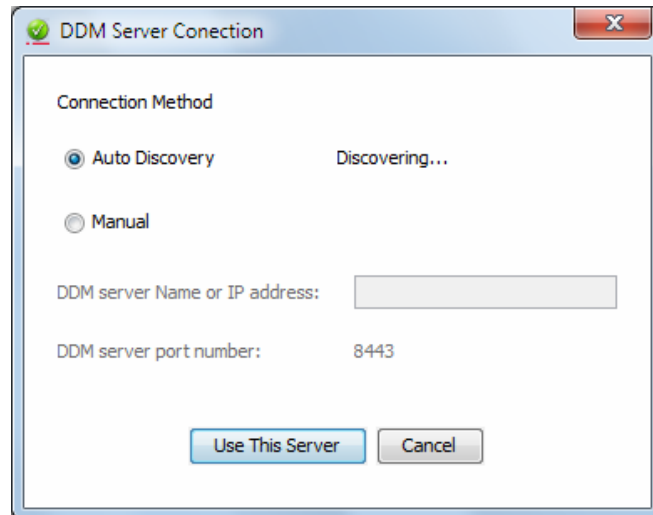 DDM Server Conection
Connection Method
Auto Discovery Discovering...
Manual
DDM server Name or IP address:
DDM server port number: 8443
Use This Server Cancel